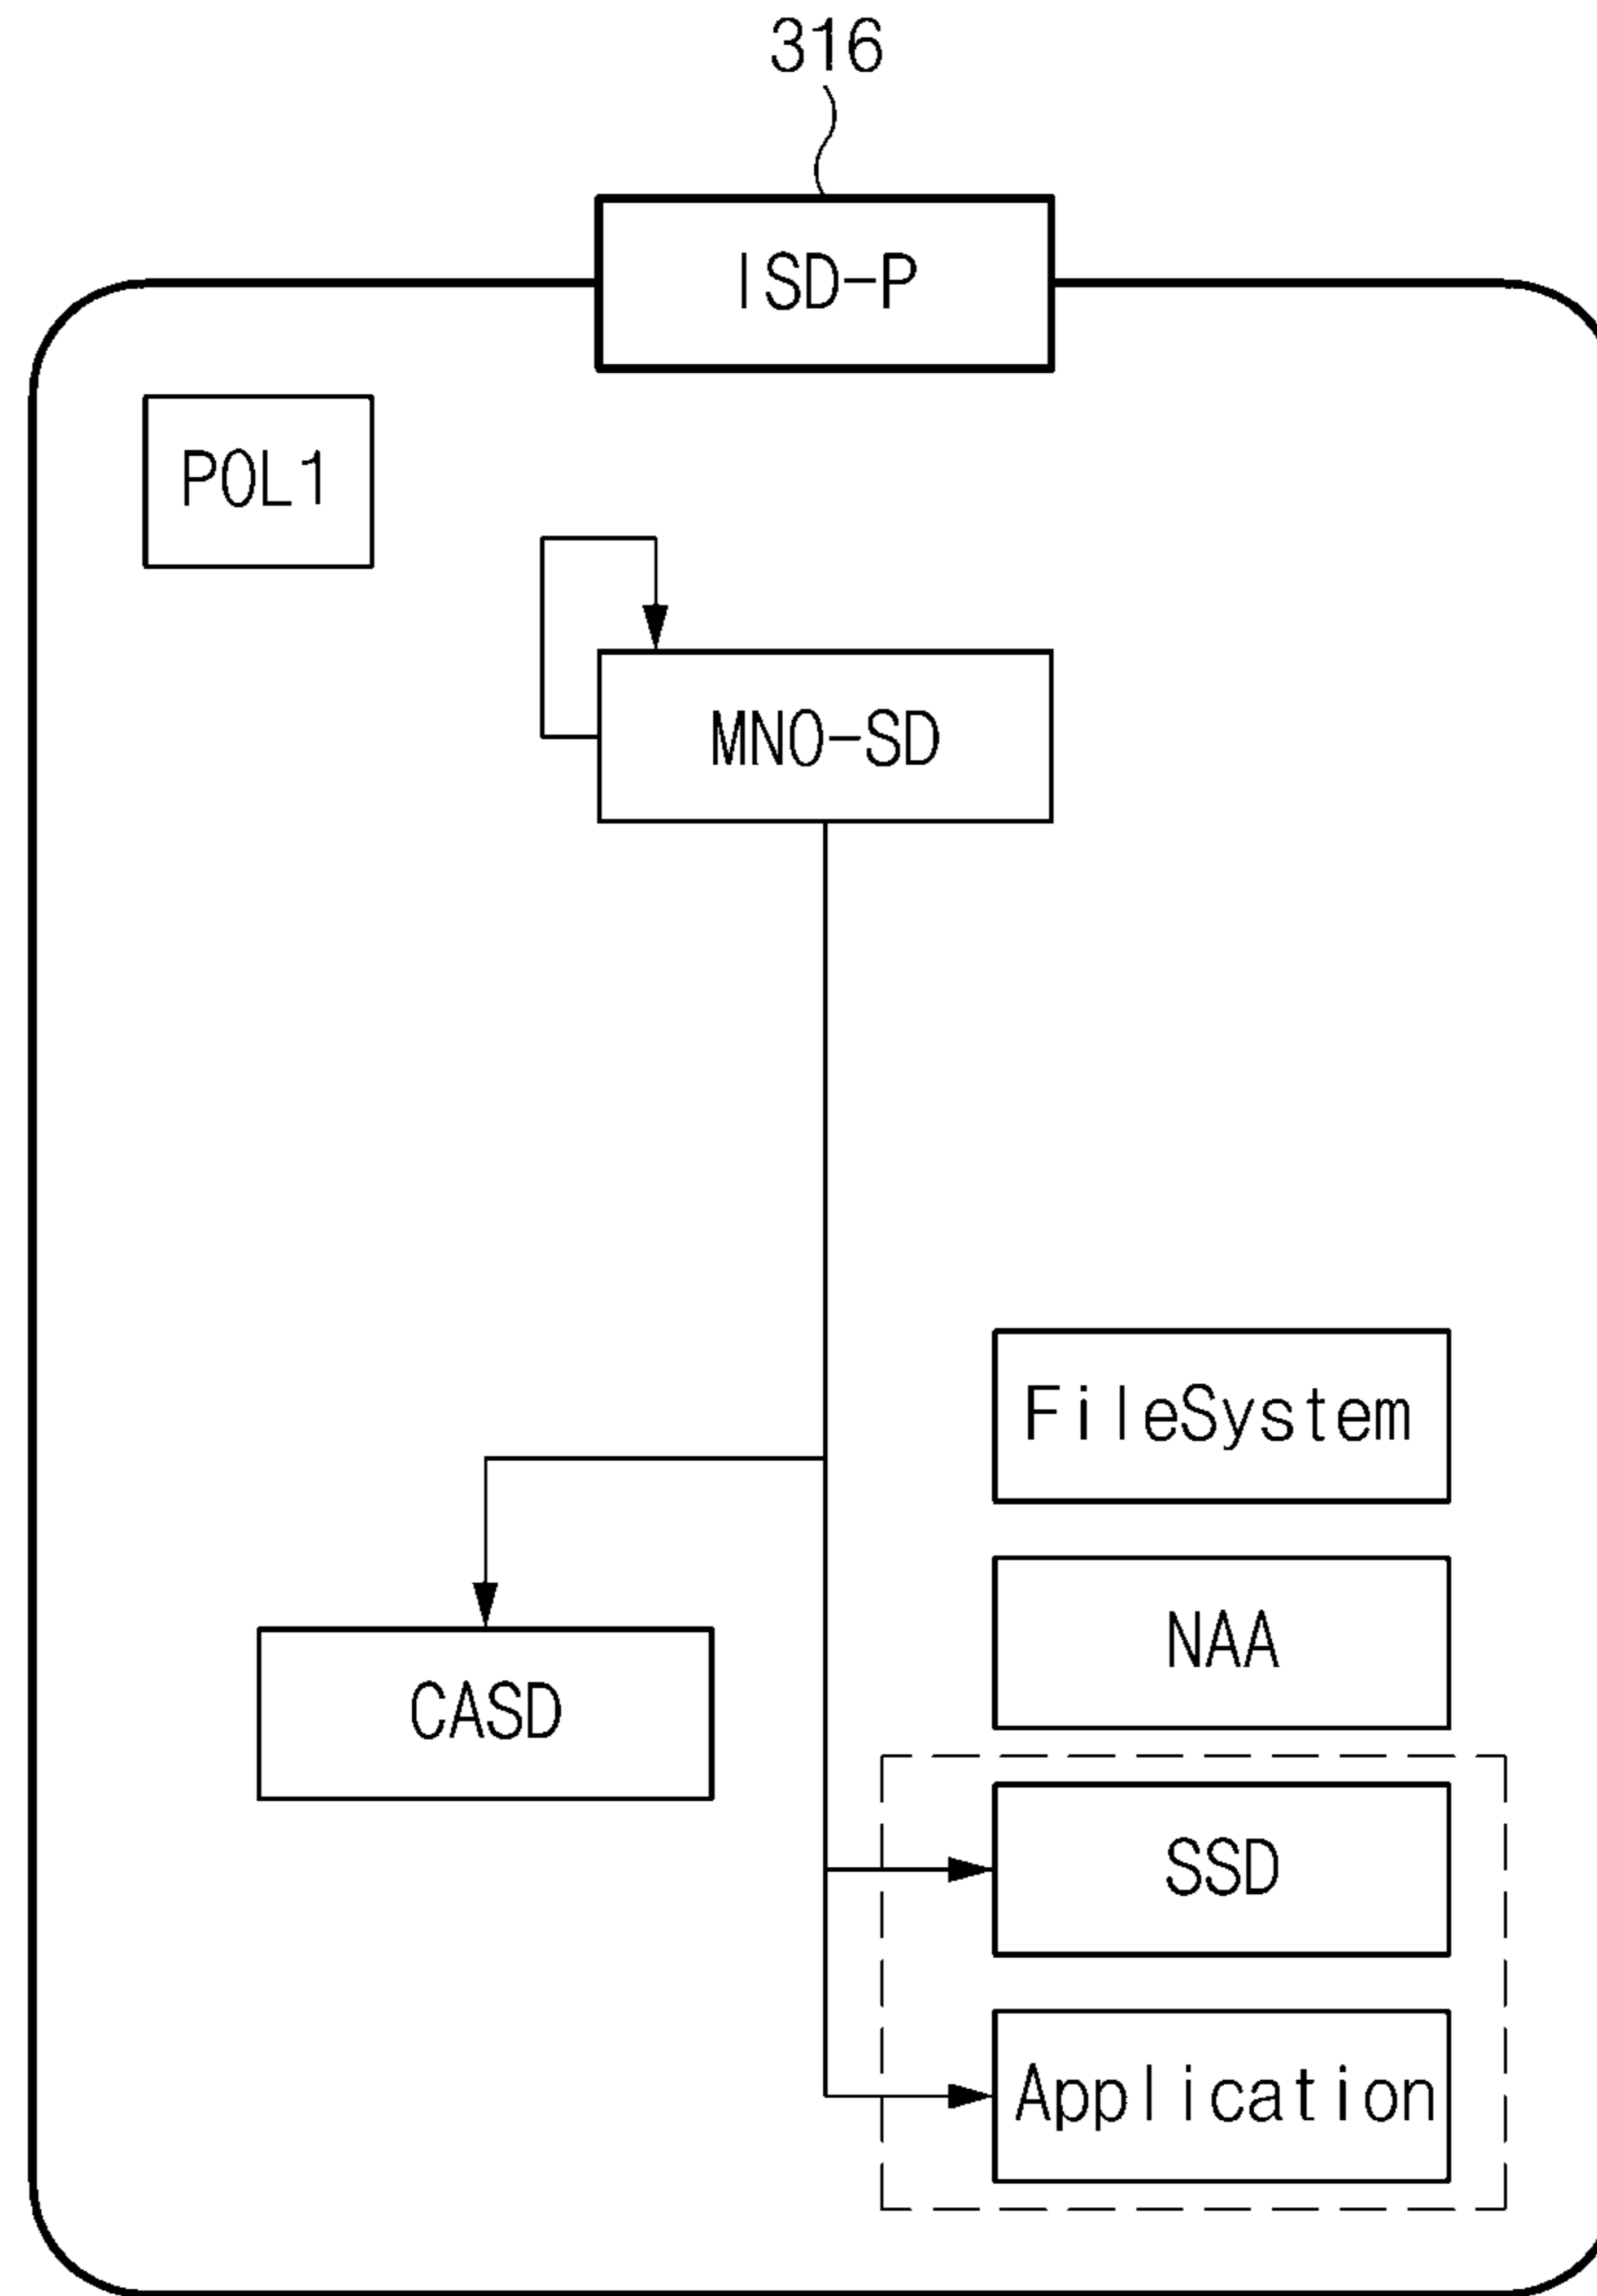 316
ISD-P
POL1
MNO-SD
FileSystem
NAA
CASD
SSD
Application